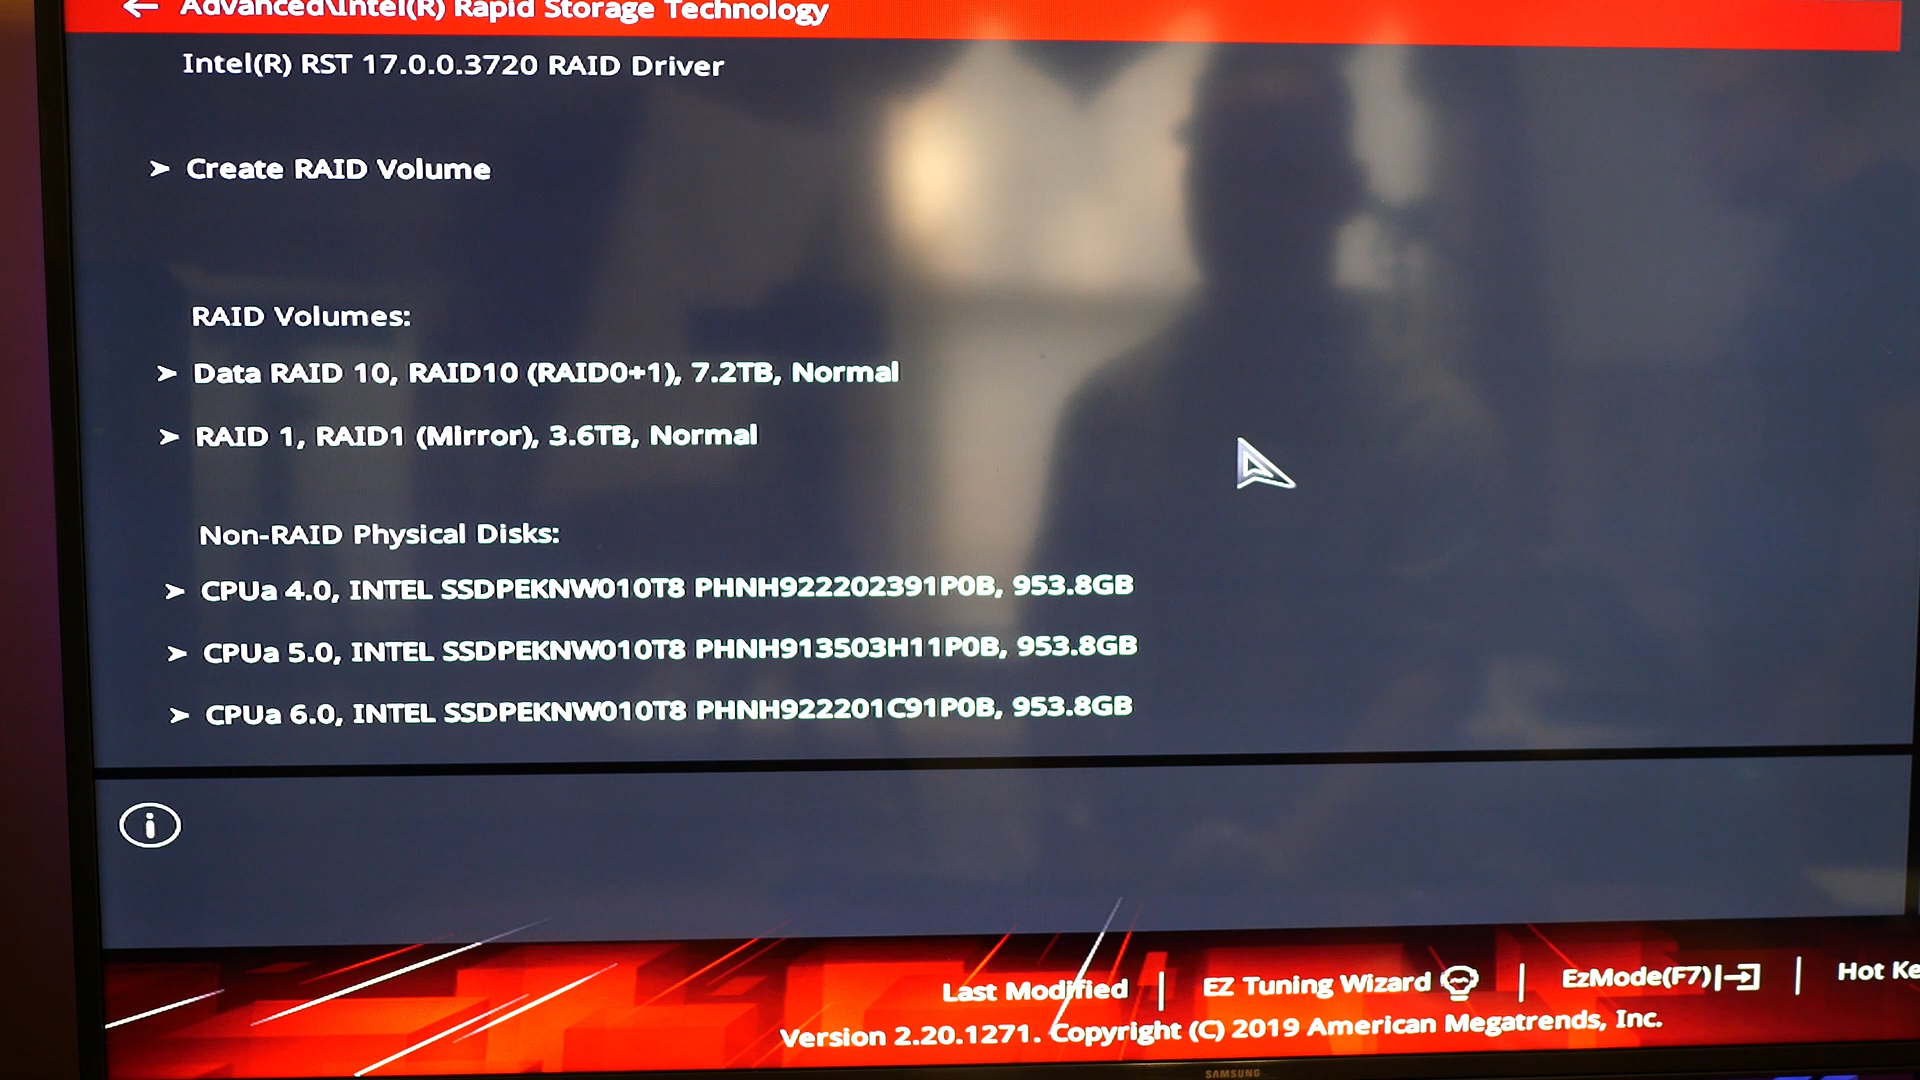 Advanced\Intel(R) Rapid Storage Technology
Intel(R) RST 17.0.0.3720 RAID Driver
Create RAID Volume
RAID Volumes:
Data RAID 10, RAID10 (RAID0+1), 7.2TB, Normal
RAID 1, RAID1 (Mirror), 3.6TB, Normal
Non-RAID Physical Disks:
CPUa 4.0, INTEL SSDPEKNW010T8 PHNH922202391P0B, 953.8GB
CPUa 5.0, INTEL SSDPEKNW010T8 PHNH913503H11P0B, 953.8GB
CPUa 6.0, INTEL SSDPEKNW010T8 PHNH922201C91P0B, 953.8GB
Last Modified | EZ Tuning Wizard | EzMode(F7) | Hot Ke
Version 2.20.1271. Copyright (C) 2019 American Megatrends, Inc.
SAMSUNG